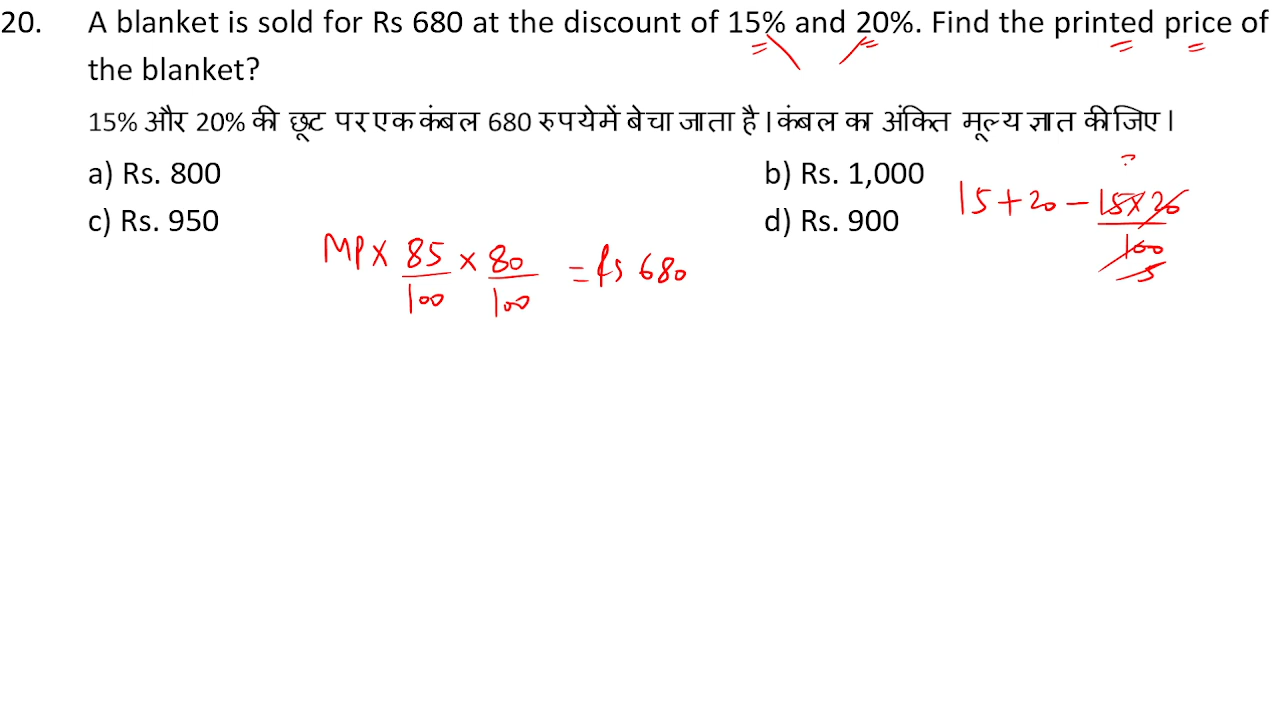 20. A blanket is sold for Rs 680 at the discount of 15% and 20%. Find the printed price of
the blanket?
15% और 20% की छूट पर एक कंबल 680 रुपये में बेचा जाता है। कंबल का अंकित मूल्य ज्ञात कीजिए।
a) Rs. 800 b) Rs. 1,000
c) Rs. 950 d) Rs. 900
15 + 20 - 15 × 20 / 100
5
MP × 85/100 × 80/100 = Rs 680